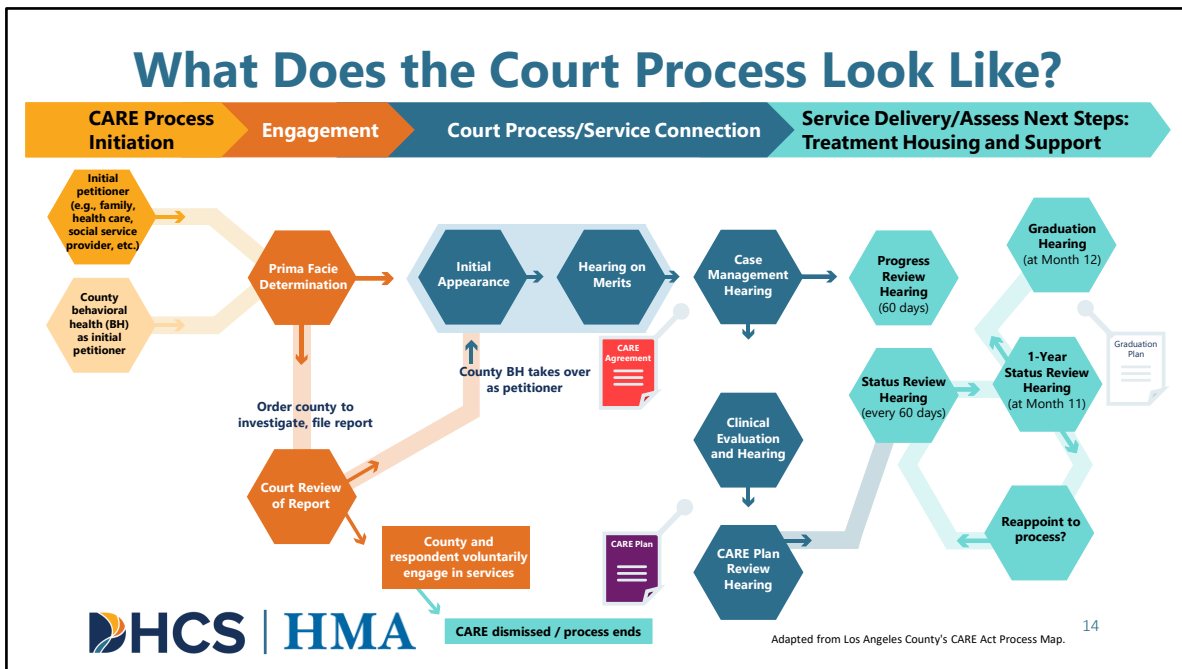 What Does the Court Process Look Like?
CARE Process
Initiation
Engagement
Court Process/Service Connection
Service Delivery/Assess Next Steps:
Treatment Housing and Support
Initial
petitioner
(e.g., family,
health care,
social service
provider, etc.)
County
behavioral
health (BH)
as initial
petitioner
Prima Facie
Determination
Order county to
investigate, file report
Court Review
of Report
County and
respondent voluntarily
engage in services
CARE dismissed / process ends
Initial
Appearance
Hearing on
Merits
County BH takes over
as petitioner
CARE
Agreement
Case
Management
Hearing
Clinical
Evaluation
and Hearing
CARE Plan
CARE Plan
Review
Hearing
Progress
Review
Hearing
(60 days)
Status Review
Hearing
(every 60 days)
Graduation
Hearing
(at Month 12)
1-Year
Status Review
Hearing
(at Month 11)
Graduation
Plan
Reappoint to
process?
DHCS | HMA
Adapted from Los Angeles County's CARE Act Process Map.
14